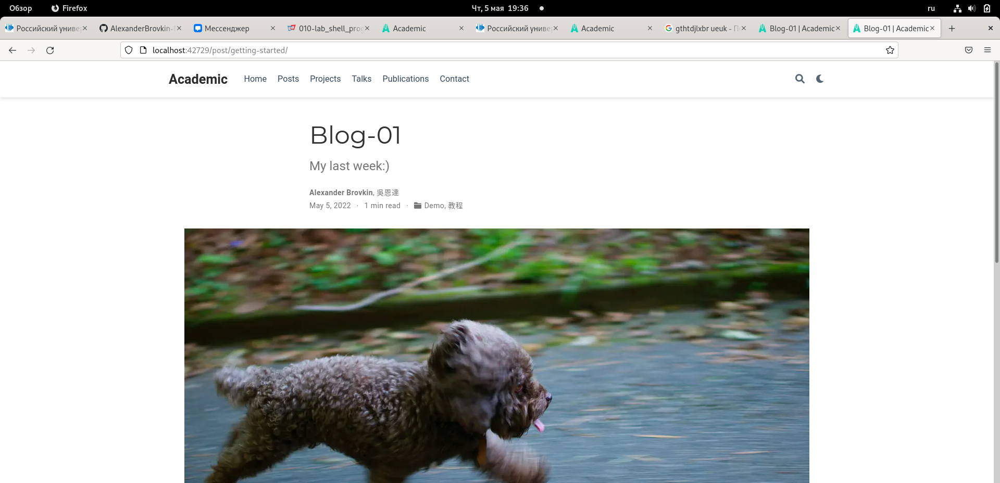 Обзор Firefox Чт, 5 мая 19:36 ru
Российский униве AlexanderBrovkin- Мессенджер 010-lab_shell_prog Academic Российский униве Academic gthtdjlxbr ueuk - П Blog-01 | Academic Blog-01 | Academic
localhost:42729/post/getting-started/
Academic Home Posts Projects Talks Publications Contact
Blog-01
My last week:)
Alexander Brovkin, 吳恩達
May 5, 2022 · 1 min read · Demo, 教程